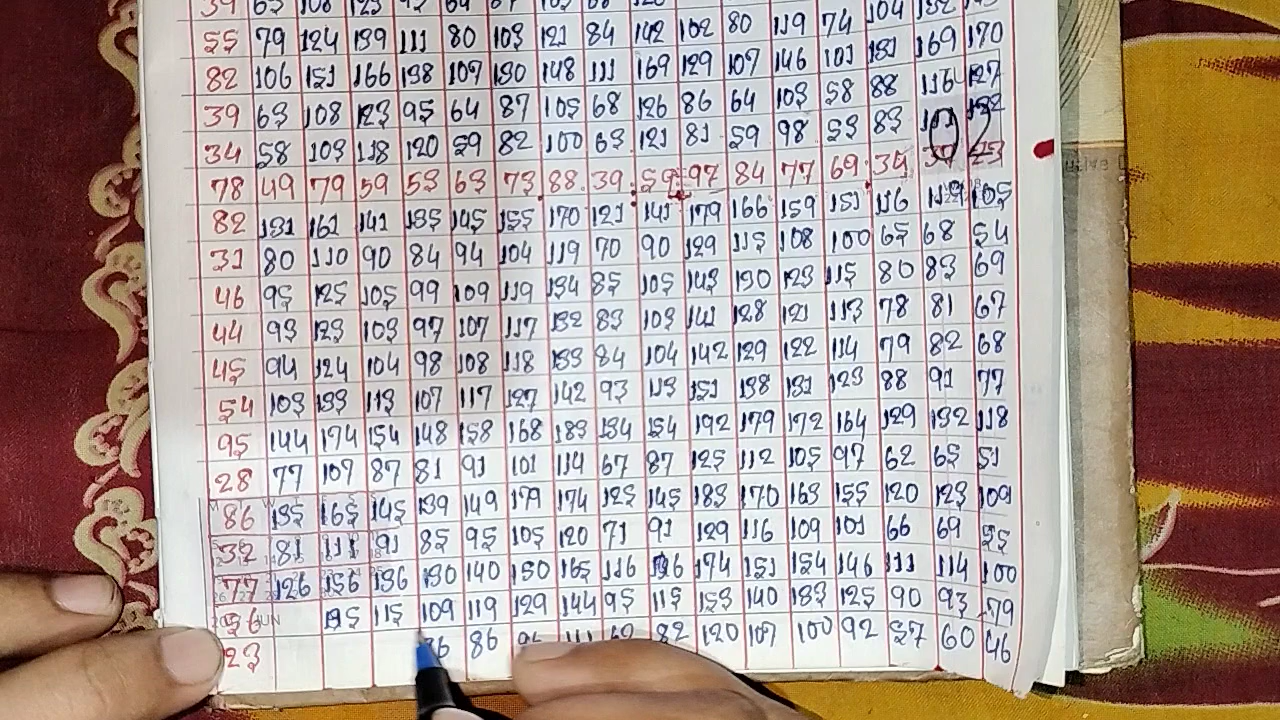 55 79 124 139 111 80 103 121 84 142 102 80 119 74 104 132
82 106 151 166 138 107 130 148 111 169 129 107 146 101 131 169 170
39 63 108 123 95 64 87 105 68 126 86 64 103 58 88 116 127
34 58 103 118 120 59 82 100 63 121 81 59 98 53 83 101 132
78 49 79 59 53 63 73 88 39 59 97 84 77 69 34
82 131 161 141 135 145 155 170 121 141 179 166 159 151 116 119 105
31 80 110 90 84 94 104 119 70 90 129 115 108 100 65 68 54
46 95 125 105 99 109 119 134 85 105 143 130 123 115 80 83 69
44 93 123 103 97 107 117 132 83 103 141 128 121 113 78 81 67
45 94 124 104 98 108 118 133 84 104 142 129 122 114 79 82 68
54 103 133 113 107 117 127 142 93 113 151 138 131 123 88 91 77
95 144 174 154 148 158 168 183 134 154 192 179 172 164 129 132 118
28 77 107 87 81 91 101 114 67 87 125 112 105 97 62 65 51
86 135 165 145 139 149 179 174 125 145 183 170 163 155 120 123 109
32 81 111 91 85 95 105 120 71 91 129 116 109 101 66 69 55
77 126 156 136 130 140 150 165 116 174 151 154 146 111 114 100
56 195 115 109 119 129 144 95 115 153 140 133 125 90 93 79
23 86 82 120 107 100 92 57 60 46